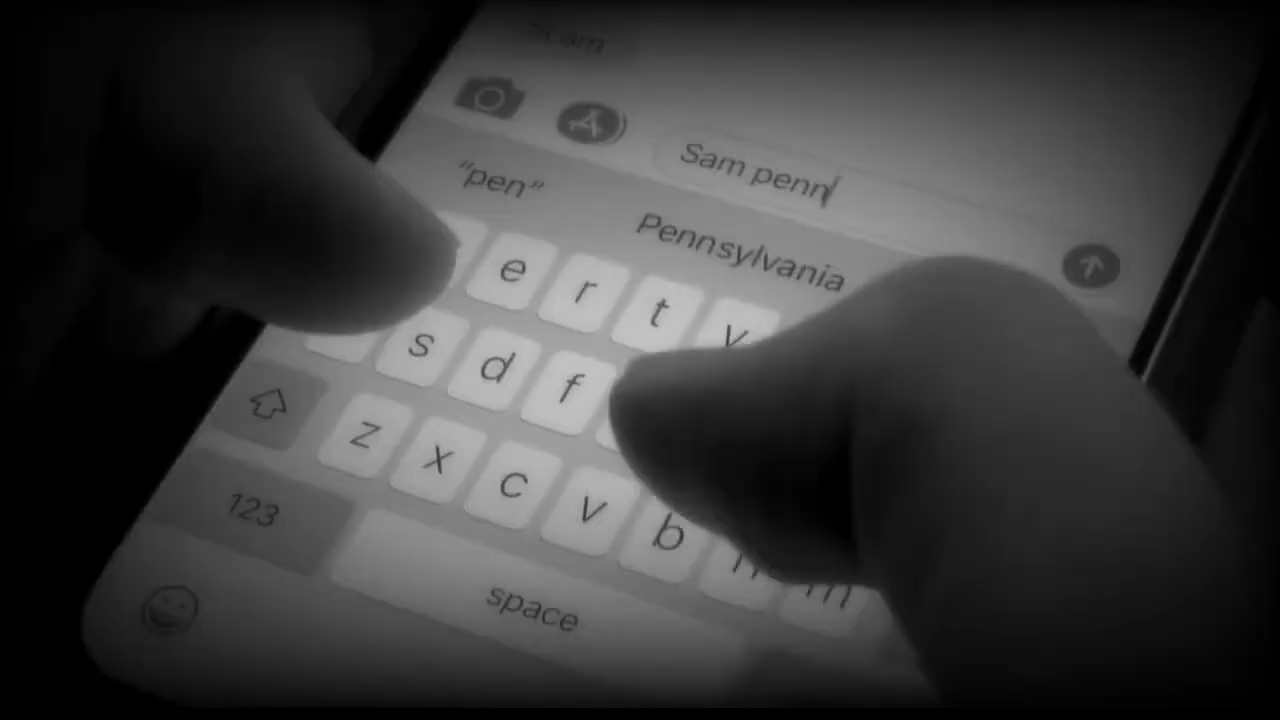 Sam penn
"pen" Pennsylvania
e r t
s d f
z x c v b
123 space